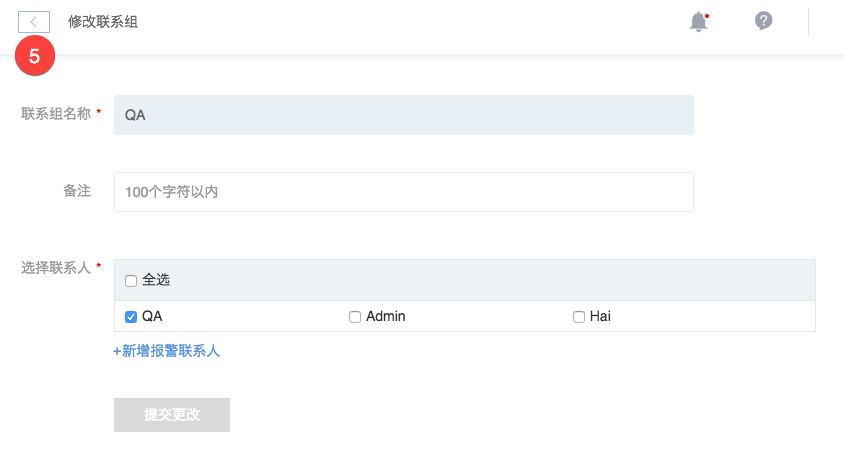 修改联系组
5
联系组名称 *
QA
备注
100个字符以内
选择联系人 *
全选
QA Admin Hai
+新增报警联系人
提交更改